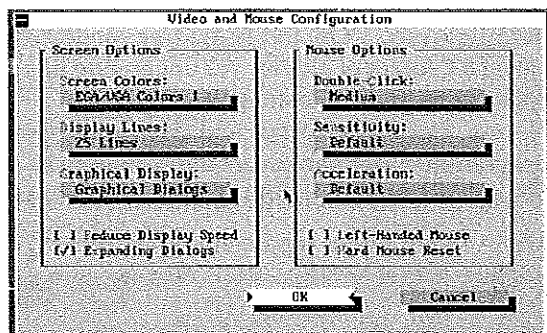 Video and Mouse Configuration
Screen Options
Screen Colors:
EGA/VGA Colors 1
Display Lines:
25 Lines
Graphical Display:
Graphical Dialogs
[ ] Reduce Display Speed
[√] Expanding Dialogs
Mouse Options
Double-Click:
Medium
Sensitivity:
Default
Acceleration:
Default
[ ] Left-Handed Mouse
[ ] Hard Mouse Reset
OK
Cancel